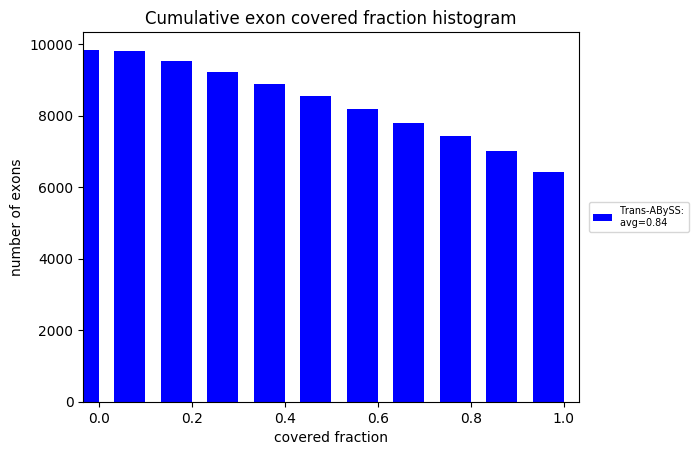 Cumulative exon covered fraction histogram
number of exons
10000
8000
6000
4000
2000
0
0.0 0.2 0.4 0.6 0.8 1.0
covered fraction
Trans-ABySS:
avg=0.84